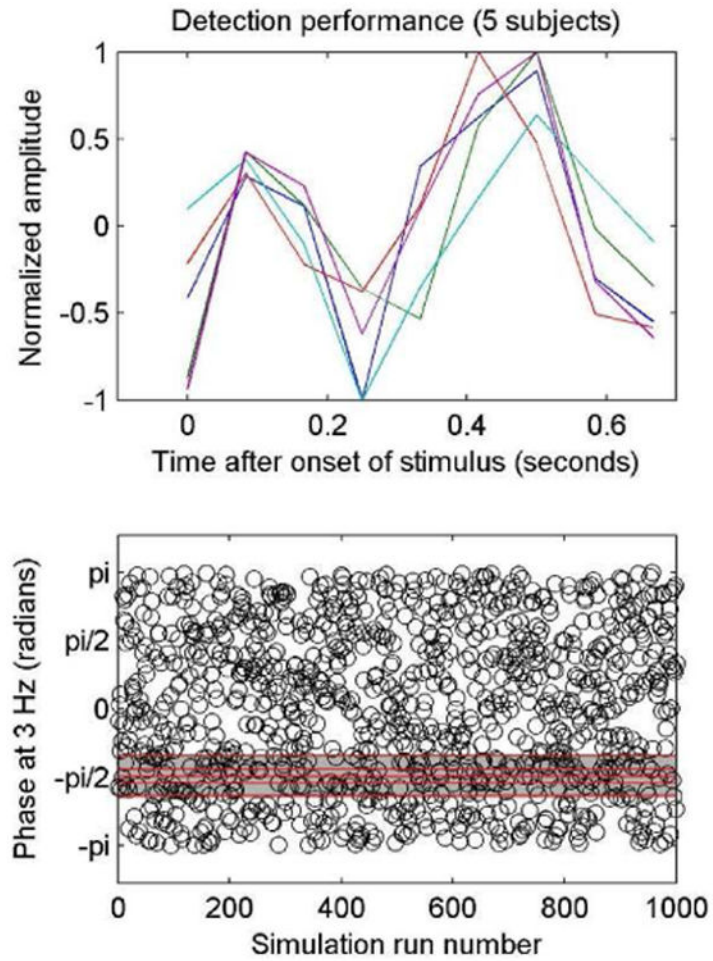 Detection performance (5 subjects)
1
0.5
0
-0.5
-1
Normalized amplitude
0
0.2
0.4
0.6
Time after onset of stimulus (seconds)
pi
pi/2
0
-pi/2
-pi
Phase at 3 Hz (radians)
0
200
400
600
800
1000
Simulation run number